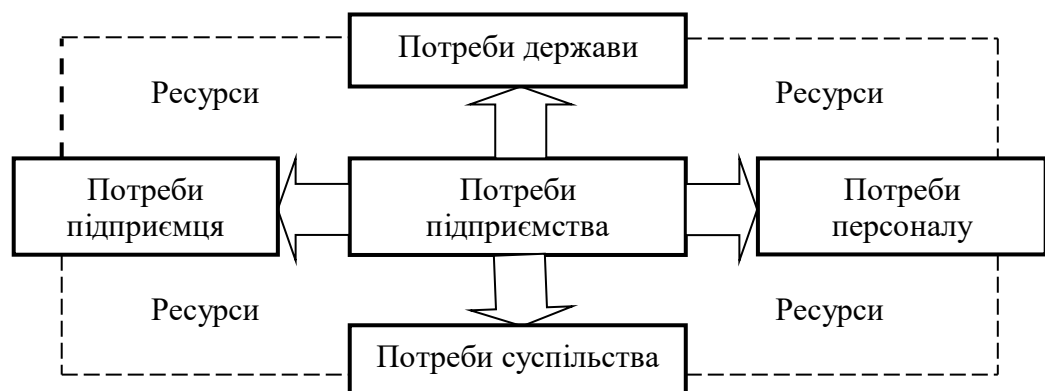 Потреби держави
Ресурси
Ресурси
Потреби
підприємця
Потреби
підприємства
Потреби
персоналу
Ресурси
Ресурси
Потреби суспільства